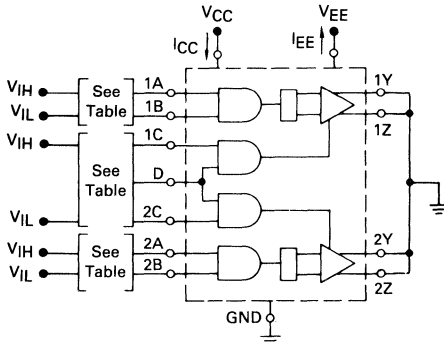 VCC VEE
ICC IEE
VIH See Table 1A 1Y
VIL 1B 1Z
VIH 1C
See Table D
VIL 2C
VIH See Table 2A 2Y
VIL 2B 2Z
GND